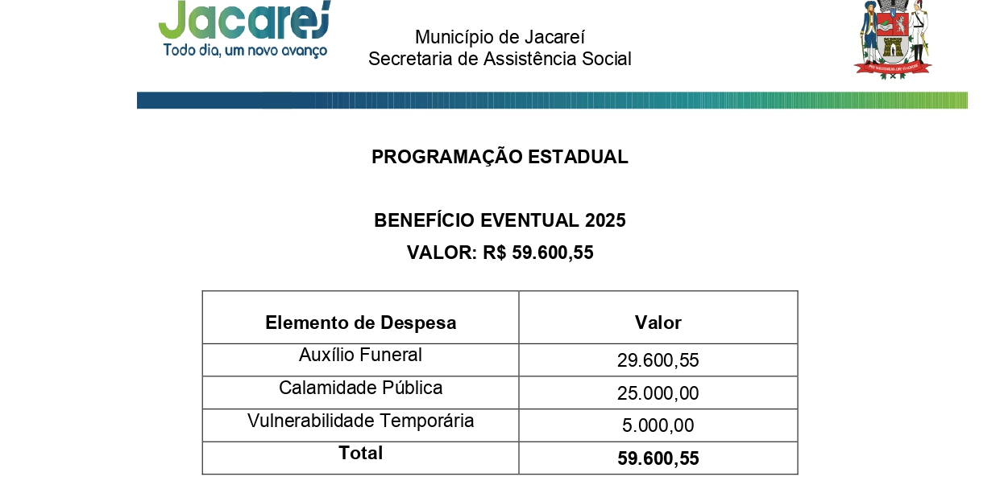 Jacareí
Todo dia, um novo avanço
Município de Jacareí
Secretaria de Assistência Social
PROGRAMAÇÃO ESTADUAL
BENEFÍCIO EVENTUAL 2025
VALOR: R$ 59.600,55
Elemento de Despesa Valor
Auxílio Funeral 29.600,55
Calamidade Pública 25.000,00
Vulnerabilidade Temporária 5.000,00
Total 59.600,55